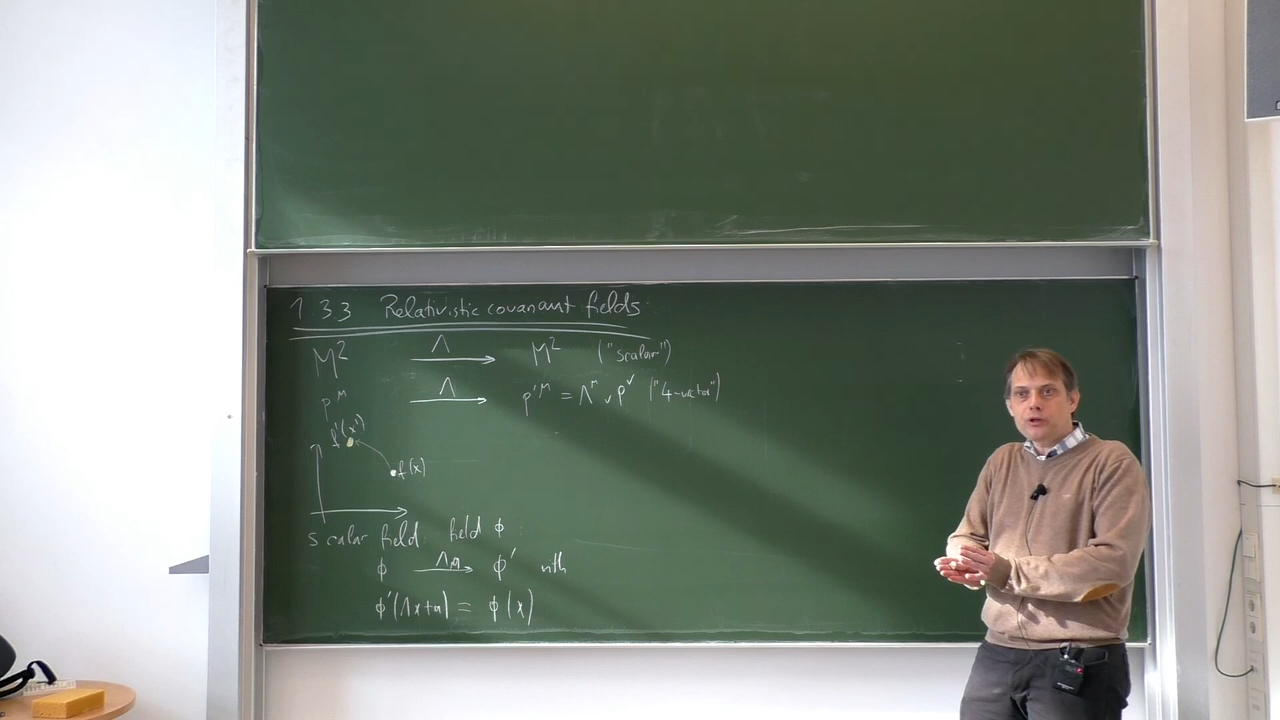 1.3.3 Relativistic covariant fields
M² Λ→ M² ("scalar")
p^μ Λ→ p'^μ = Λ^μ_ν p^ν ("4-vector")
f'(x')
f(x)
scalar field: field φ:
φ Λ,a→ φ' with
φ'(Λx+a) = φ(x)